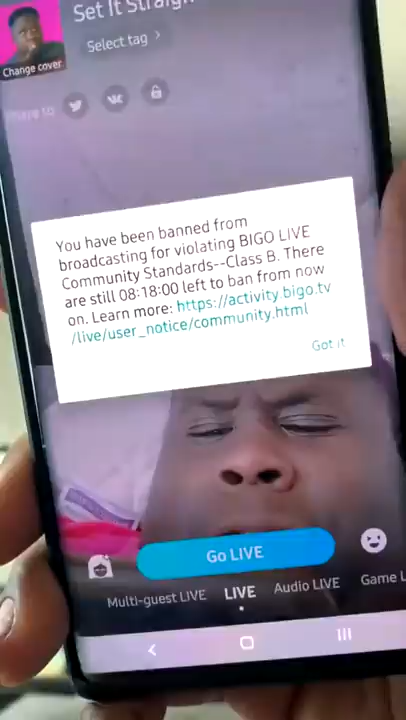 Set It Straigh
Select tag >
Change cover
Share to
You have been banned from
broadcasting for violating BIGO LIVE
Community Standards--Class B. There
are still 08:18:00 left to ban from now
on. Learn more: https://activity.bigo.tv
/live/user_notice/community.html
Got it
Go LIVE
Multi-guest LIVE LIVE Audio LIVE Game L